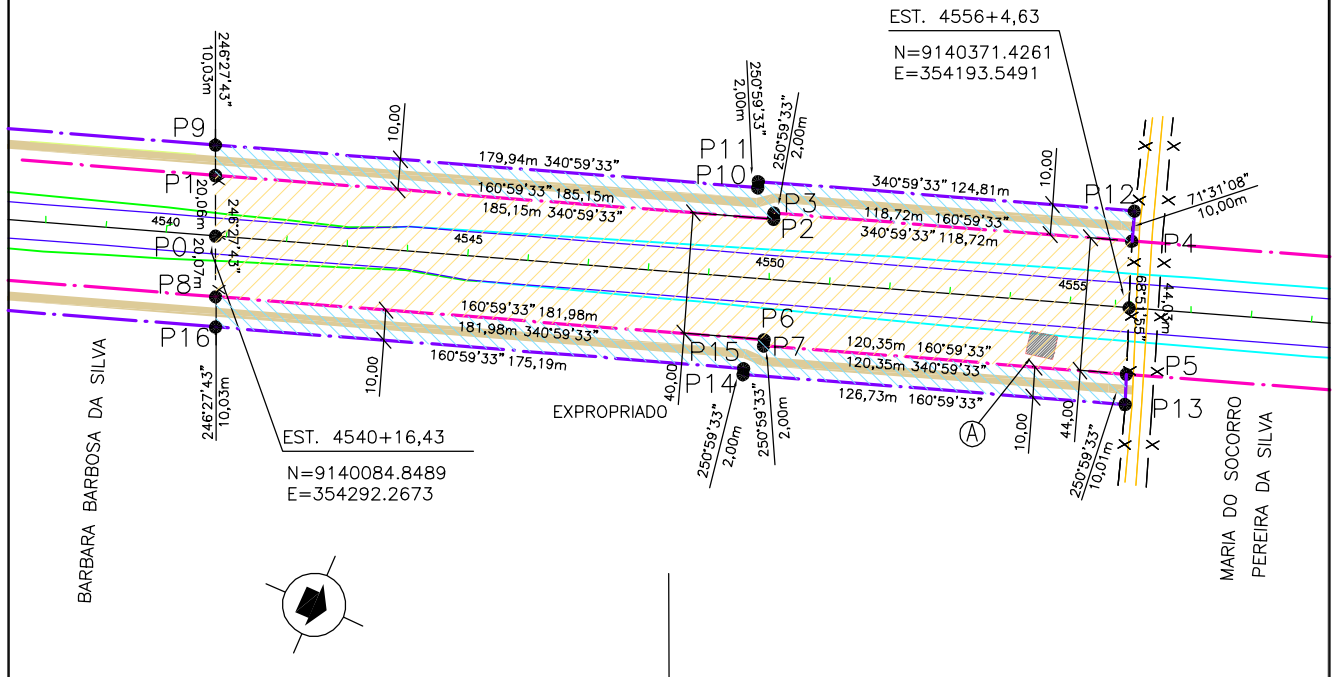 EST. 4556+4,63
N=9140371.4261
E=354193.5491
246°27'43"
10,03m
P9
10,00
179,94m 340°59'33"
250°59'33"
2,00m
250°59'33"
2,00m
P11
P10
340°59'33" 124,81m
10,00
P12
71°31'08"
10,00m
P1
160°59'33" 185,15m
185,15m 340°59'33"
P3
P2
118,72m 160°59'33"
340°59'33" 118,72m
P4
20,06m
246°27'43"
4540
4545
4550
4555
P0
20,07m
P8
160°59'33" 181,98m
181,98m 340°59'33"
160°59'33" 175,19m
P16
10,00
P6
P7
P15
P14
120,35m 160°59'33"
120,35m 340°59'33"
126,73m 160°59'33"
68°51'55"
44,03m
P5
P13
40,00
EXPROPRIADO
250°59'33"
2,00m
250°59'33"
2,00m
A
10,00
44,00
250°59'33"
10,01m
246°27'43"
10,03m
EST. 4540+16,43
N=9140084.8489
E=354292.2673
BARBARA BARBOSA DA SILVA
MARIA DO SOCORRO
PEREIRA DA SILVA